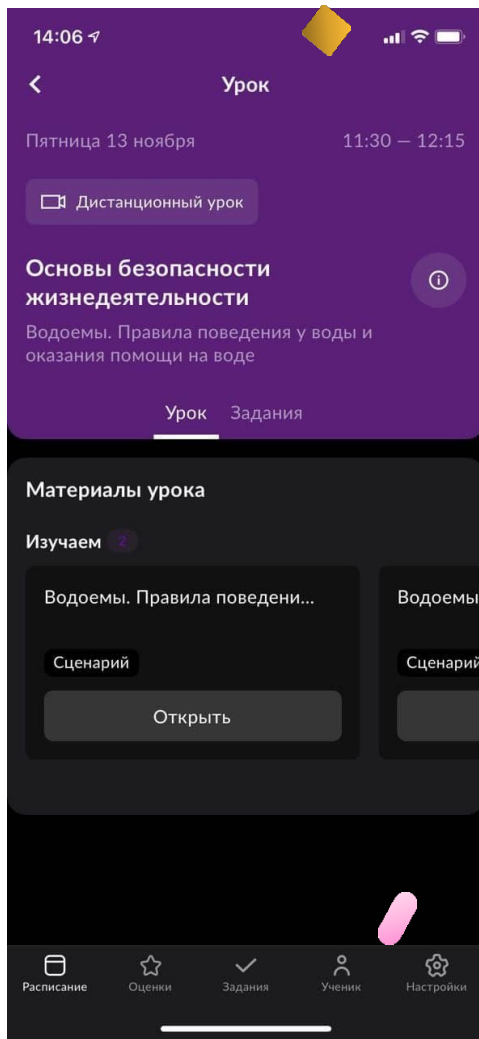 14:06
Урок
Пятница 13 ноября 11:30 — 12:15
Дистанционный урок
Основы безопасности
жизнедеятельности
Водоемы. Правила поведения у воды и
оказания помощи на воде
Урок Задания
Материалы урока
Изучаем 2
Водоемы. Правила поведени... Водоемы
Сценарий Сценарий
Открыть
Расписание Оценки Задания Ученик Настройки